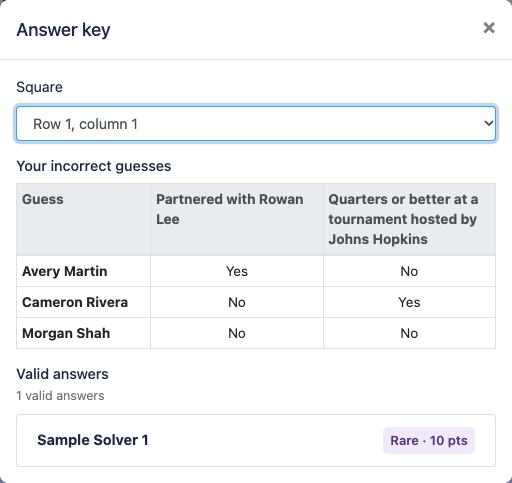 Answer key
×
Square
Row 1, column 1
Your incorrect guesses
Guess Partnered with Rowan Lee Quarters or better at a tournament hosted by Johns Hopkins
Avery Martin Yes No
Cameron Rivera No Yes
Morgan Shah No No
Valid answers
1 valid answers
Sample Solver 1 Rare · 10 pts